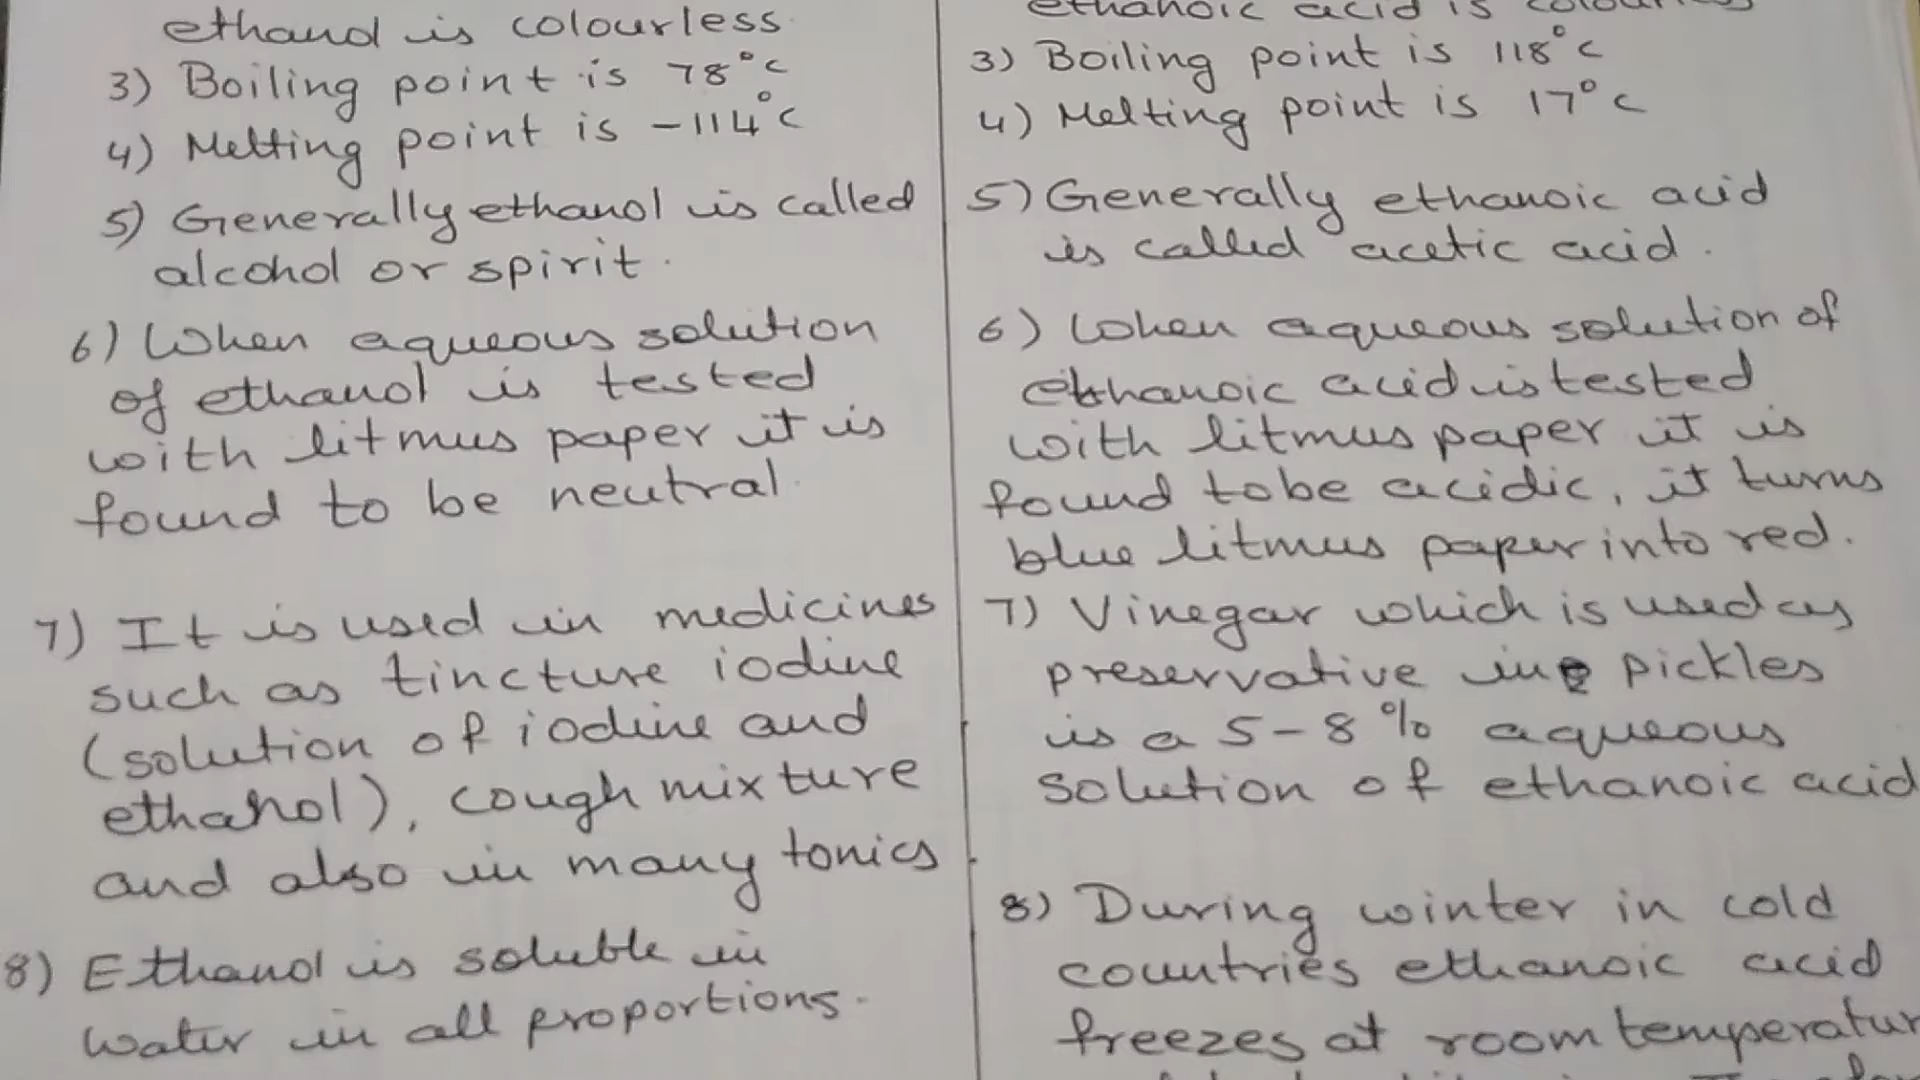 ethanol is colourless
3) Boiling point is 78°c
4) Melting point is -114°c
5) Generally ethanol is called
alcohol or spirit.
6) When aqueous solution
of ethanol is tested
with litmus paper it is
found to be neutral.
7) It is used in medicines
such as tincture iodine
(solution of iodine and
ethanol), cough mixture
and also in many tonics
8) Ethanol is soluble in
water in all proportions.
ethanoic acid is
3) Boiling point is 118°c
4) Melting point is 17°c
5) Generally ethanoic acid
is called acetic acid.
6) When aqueous solution of
ethanoic acid is tested
with litmus paper it is
found to be acidic, it turns
blue litmus paper into red.
7) Vinegar which is used as
preservative in pickles
is a 5-8% aqueous
solution of ethanoic acid
8) During winter in cold
countries ethanoic acid
freezes at room temperatur